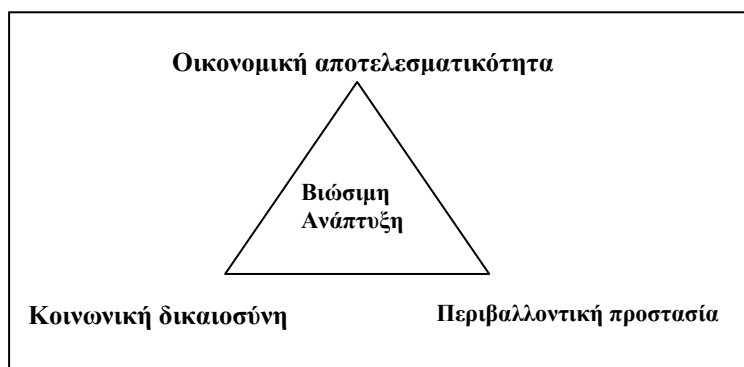 Οικονομική αποτελεσματικότητα
Βιώσιμη
Ανάπτυξη
Κοινωνική δικαιοσύνη
Περιβαλλοντική προστασία